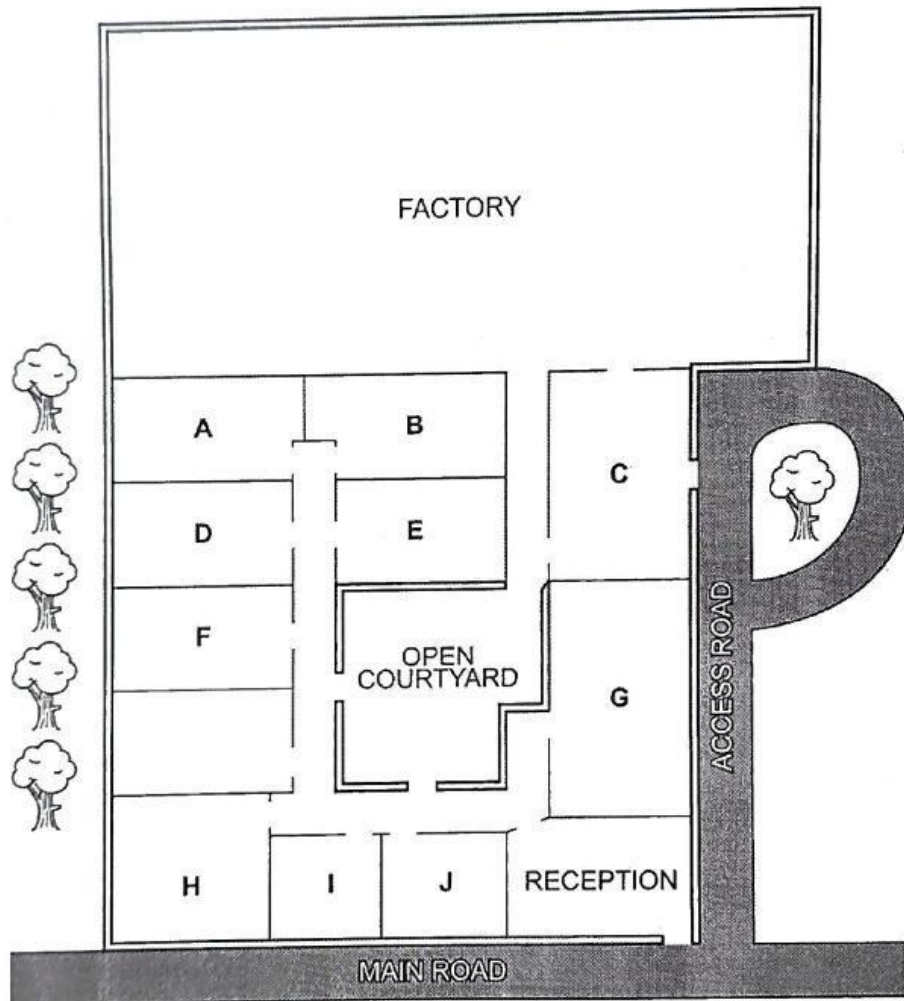 FACTORY
A
B
C
D
E
F
OPEN
COURTYARD
G
ACCESS ROAD
H
I
J
RECEPTION
MAIN ROAD